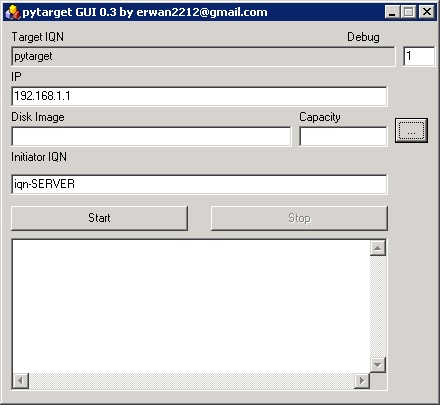 pytarget GUI 0.3 by erwan2212@gmail.com
Target IQN Debug
pytarget 1
IP
192.168.1.1
Disk Image Capacity
...
Initiator IQN
iqn-SERVER
Start Stop